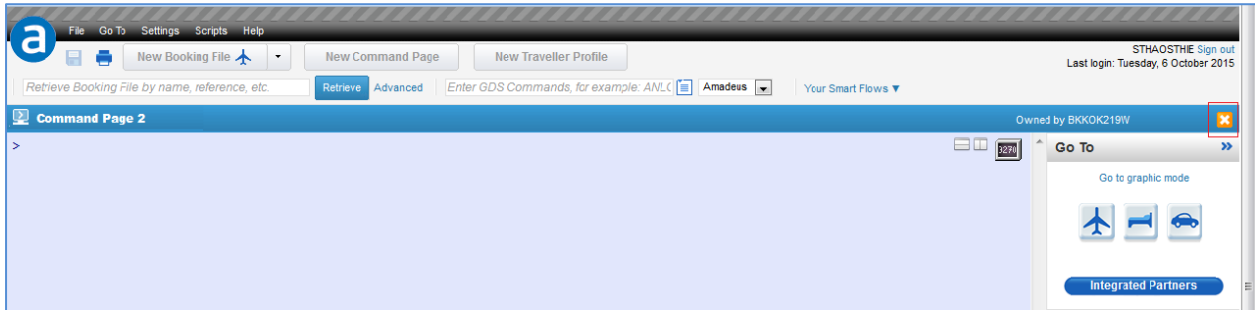 a
File Go To Settings Scripts Help
New Booking File New Command Page New Traveller Profile
STHAOSTHIE Sign out
Last login: Tuesday, 6 October 2015
Retrieve Booking File by name, reference, etc. Retrieve Advanced Enter GDS Commands, for example: ANLC Amadeus Your Smart Flows ▼
Command Page 2 Owned by BKKOK219W
>
3270
Go To »
Go to graphic mode
Integrated Partners